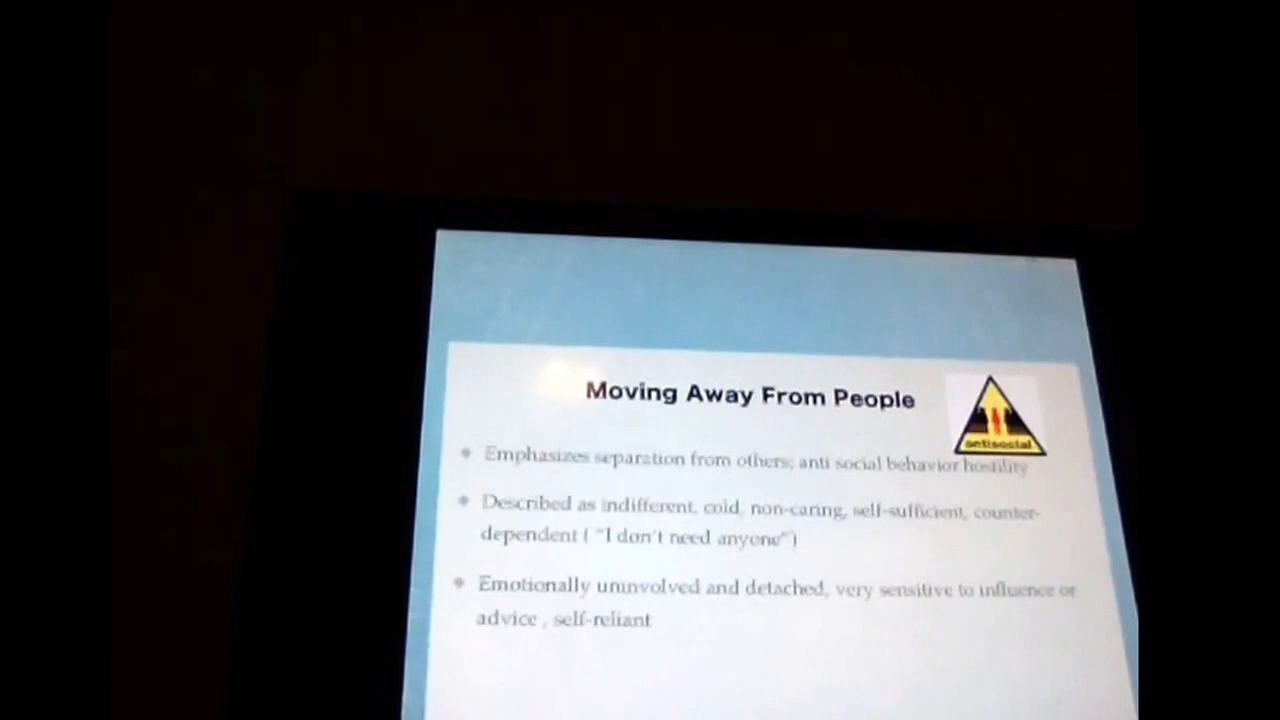 Moving Away From People
antisocial
Emphasizes separation from others; anti social behavior hostility
Described as indifferent, cold, non-caring, self-sufficient, counter-
dependent ( "I don't need anyone")
Emotionally uninvolved and detached, very sensitive to influence or
advice , self-reliant